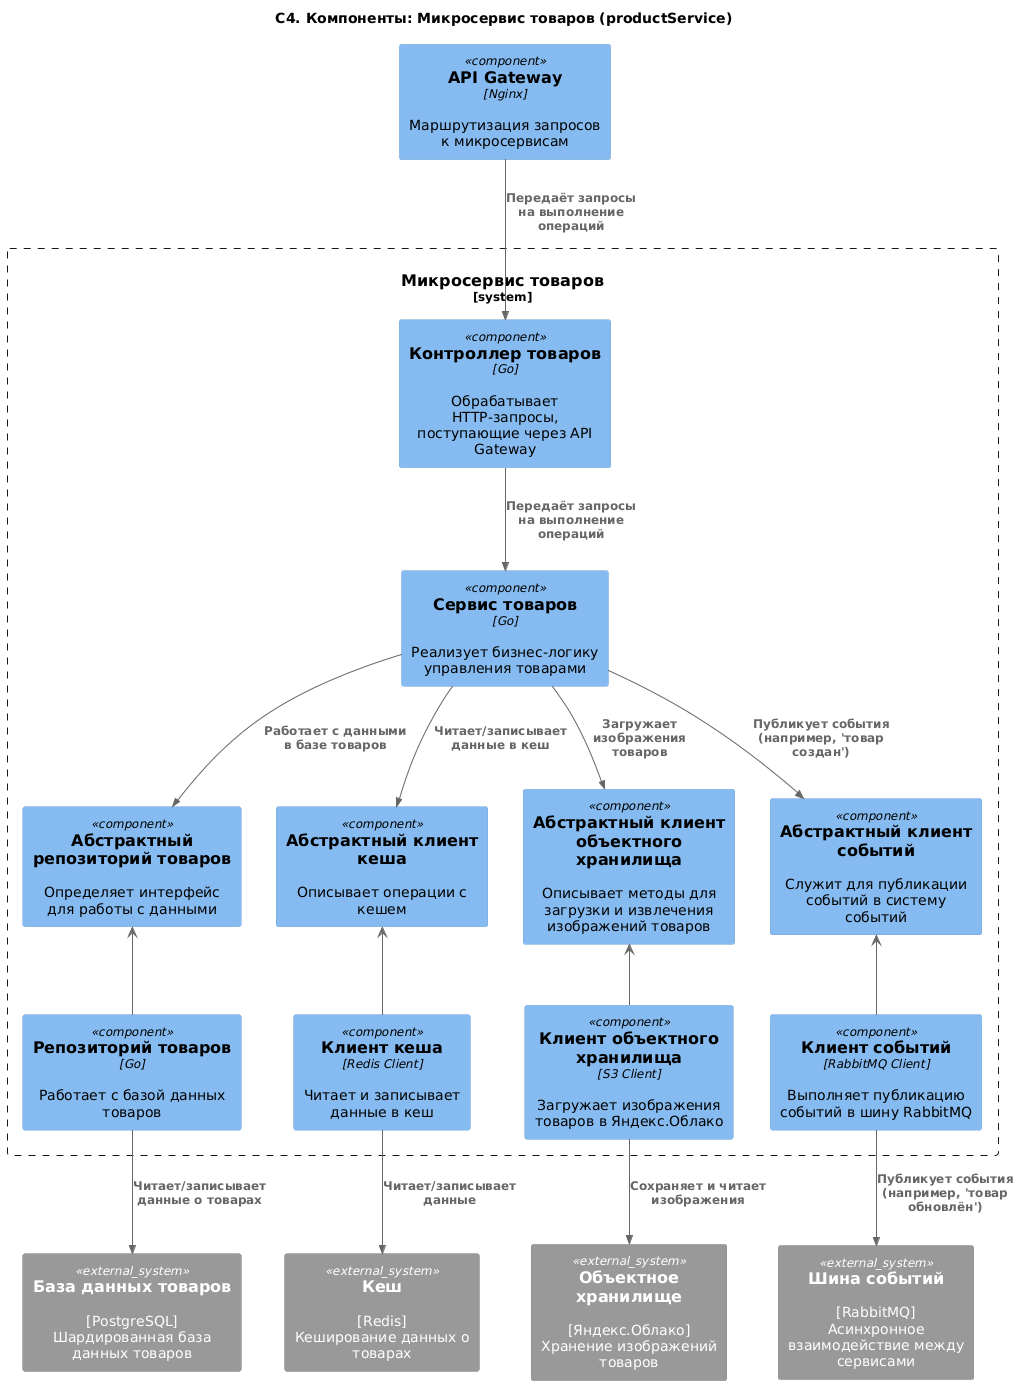 C4. Компоненты: Микросервис товаров (productService)
«component»
API Gateway
[Nginx]
Маршрутизация запросов
к микросервисам
Передаёт запросы
на выполнение
операций
Микросервис товаров
[system]
«component»
Контроллер товаров
[Go]
Обрабатывает
HTTP-запросы,
поступающие через API
Gateway
Передаёт запросы
на выполнение
операций
«component»
Сервис товаров
[Go]
Реализует бизнес-логику
управления товарами
Работает с данными
в базе товаров
Читает/записывает
данные в кеш
Загружает
изображения
товаров
Публикует события
(например, 'товар
создан')
«component»
Абстрактный
репозиторий товаров
Определяет интерфейс
для работы с данными
«component»
Абстрактный клиент
кеша
Описывает операции с
кешем
«component»
Абстрактный клиент
объектного
хранилища
Описывает методы для
загрузки и извлечения
изображений товаров
«component»
Абстрактный клиент
событий
Служит для публикации
событий в систему
событий
«component»
Репозиторий товаров
[Go]
Работает с базой данных
товаров
«component»
Клиент кеша
[Redis Client]
Читает и записывает
данные в кеш
«component»
Клиент объектного
хранилища
[S3 Client]
Загружает изображения
товаров в Яндекс.Облако
«component»
Клиент событий
[RabbitMQ Client]
Выполняет публикацию
событий в шину RabbitMQ
Читает/записывает
данные о товарах
Читает/записывает
данные
Сохраняет и читает
изображения
Публикует события
(например, 'товар
обновлён')
«external_system»
База данных товаров
[PostgreSQL]
Шардированная база
данных товаров
«external_system»
Кеш
[Redis]
Кеширование данных о
товарах
«external_system»
Объектное
хранилище
[Яндекс.Облако]
Хранение изображений
товаров
«external_system»
Шина событий
[RabbitMQ]
Асинхронное
взаимодействие между
сервисами